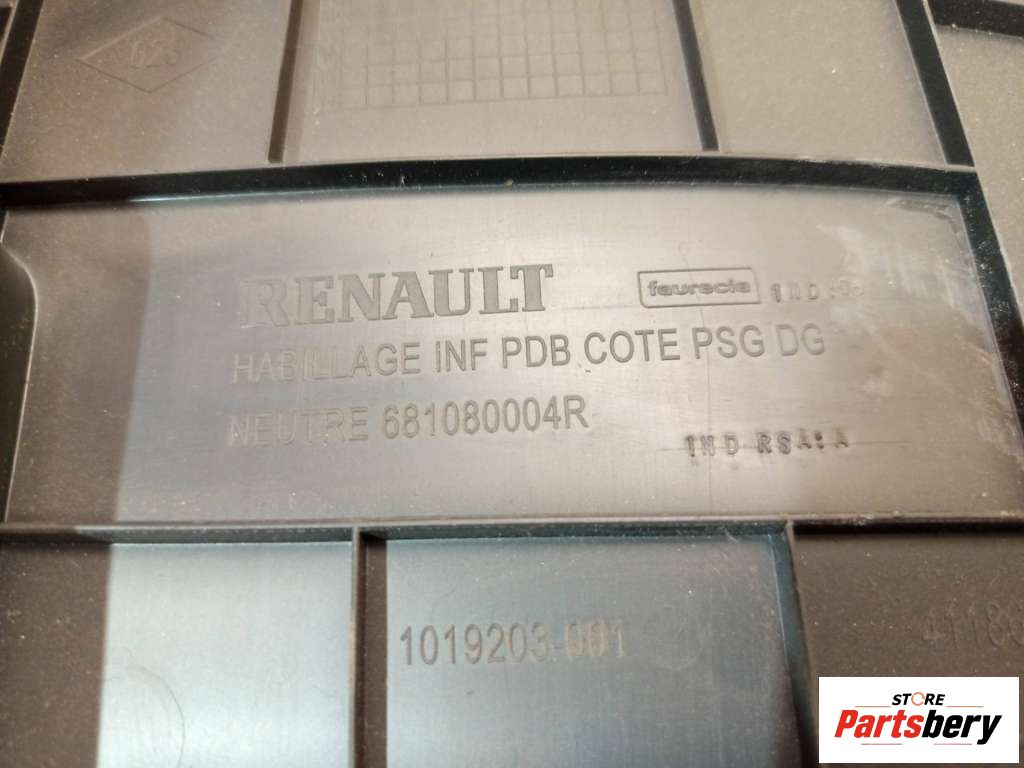 RENAULT
faurecia
HABILLAGE INF PDB COTE PSG DG
NEUTRE 681080004R
IND RSA: A
1019203-001
STORE
Partsbery